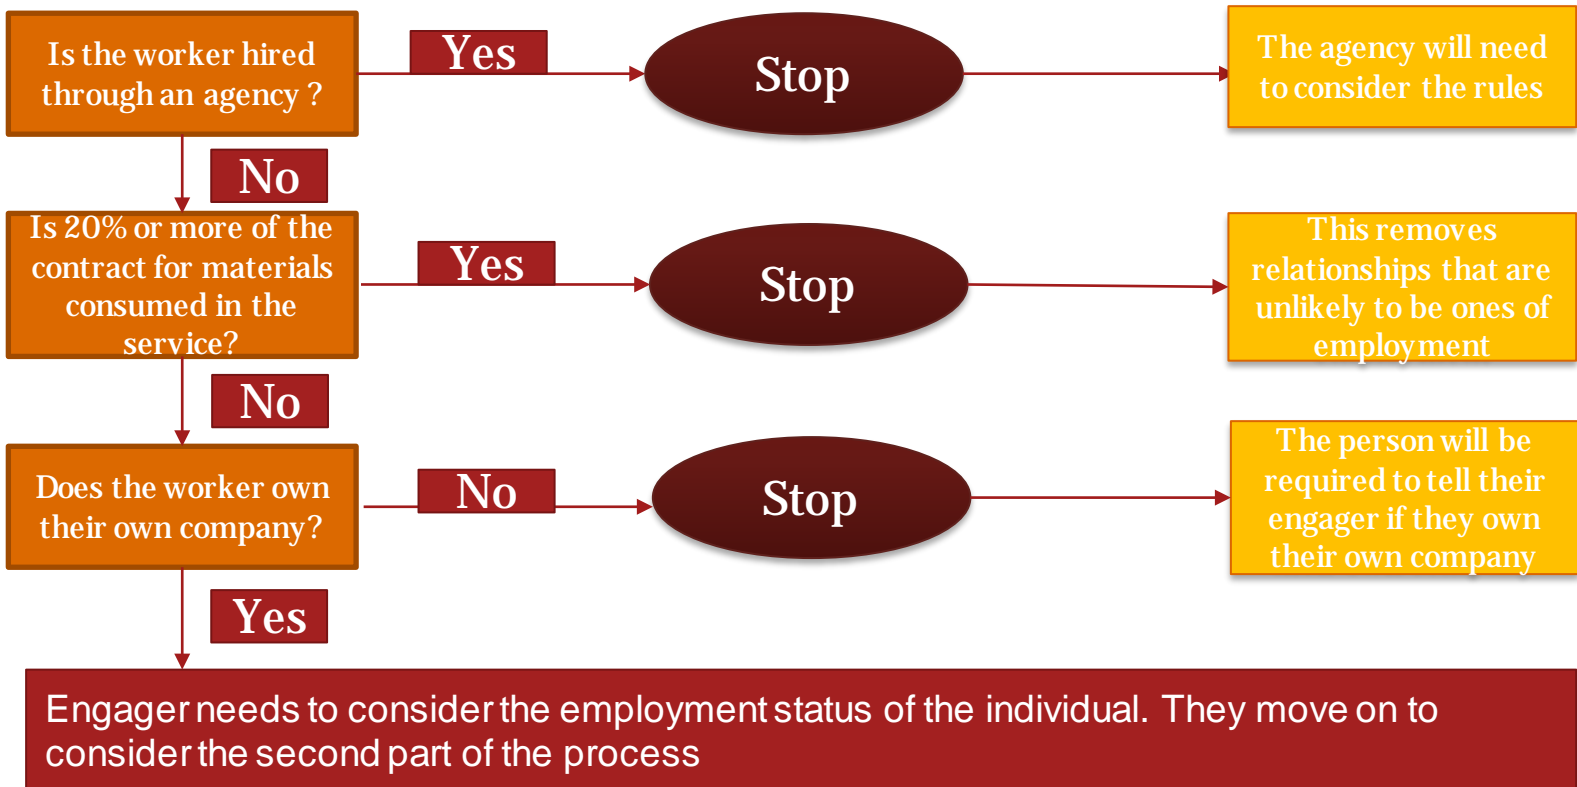 Is the worker hired
through an agency ?
Yes
Stop
The agency will need
to consider the rules
No
Is 20% or more of the
contract for materials
consumed in the
service?
Yes
Stop
This removes
relationships that are
unlikely to be ones of
employment
No
Does the worker own
their own company?
No
Stop
The person will be
required to tell their
engager if they own
their own company
Yes
Engager needs to consider the employment status of the individual. They move on to
consider the second part of the process